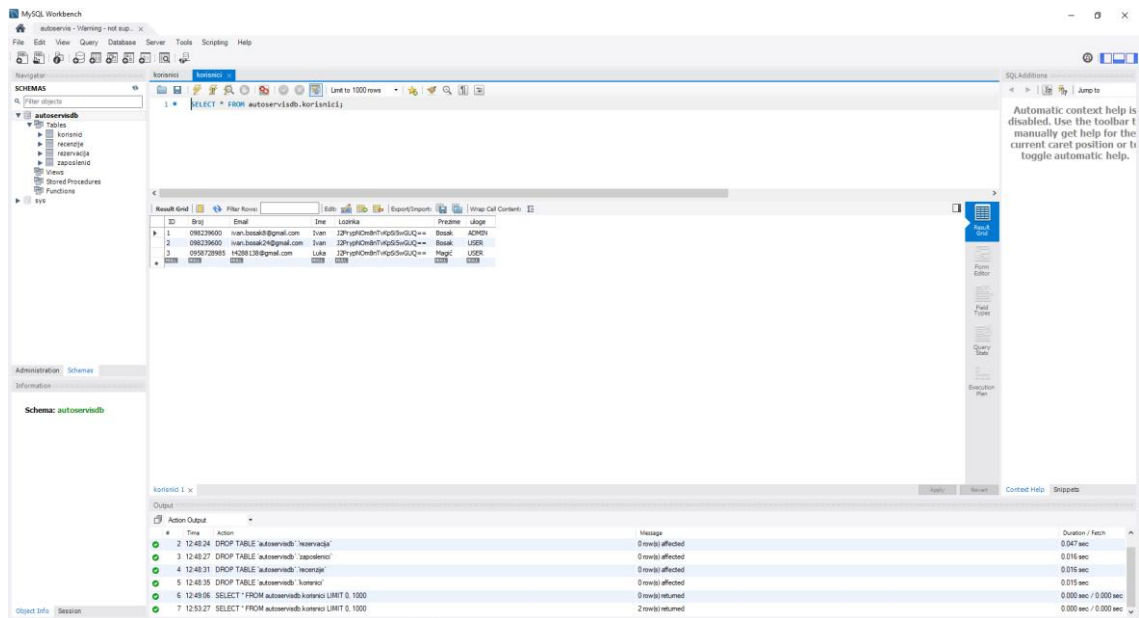 MySQL Workbench
autoservis - Warning - not sup...
File Edit View Query Database Server Tools Scripting Help
Navigator
SCHEMAS
Filter objects
autoservisdb
Tables
korisnici
recenzije
rezervacija
zaposlenici
Views
Stored Procedures
Functions
sys
Administration Schemas
Information
Schema: autoservisdb
Object Info Session
korisnici korisnici
Limit to 1000 rows
1 SELECT * FROM autoservisdb.korisnici;
Result Grid Filter Rows: Edit: Export/Import: Wrap Cell Content:
ID Broj Email Ime Lozinka Prezime uloge
1 098239600 ivan.bosak8@gmail.com Ivan Bosak ADMIN
2 098239600 ivan.bosak24@gmail.com Ivan Bosak USER
3 0958728985 t4288138@gmail.com Luka Magić USER
NULL NULL NULL NULL NULL NULL NULL
Result Grid
Form Editor
Field Types
Query Stats
Execution Plan
korisnici 1
Apply Revert
SQLAdditions
Jump to
Automatic context help is
disabled. Use the toolbar t
manually get help for the
current caret position or to
toggle automatic help.
Context Help Snippets
Output
Action Output
# Time Action Message Duration / Fetch
2 12:48:24 DROP TABLE `autoservisdb`.`rezervacija` 0 row(s) affected 0.047 sec
3 12:48:27 DROP TABLE `autoservisdb`.`zaposlenici` 0 row(s) affected 0.016 sec
4 12:48:31 DROP TABLE `autoservisdb`.`recenzije` 0 row(s) affected 0.016 sec
5 12:48:35 DROP TABLE `autoservisdb`.`korisnici` 0 row(s) affected 0.015 sec
6 12:49:06 SELECT * FROM autoservisdb.korisnici LIMIT 0, 1000 0 row(s) returned 0.000 sec / 0.000 sec
7 12:53:27 SELECT * FROM autoservisdb.korisnici LIMIT 0, 1000 2 row(s) returned 0.000 sec / 0.000 sec